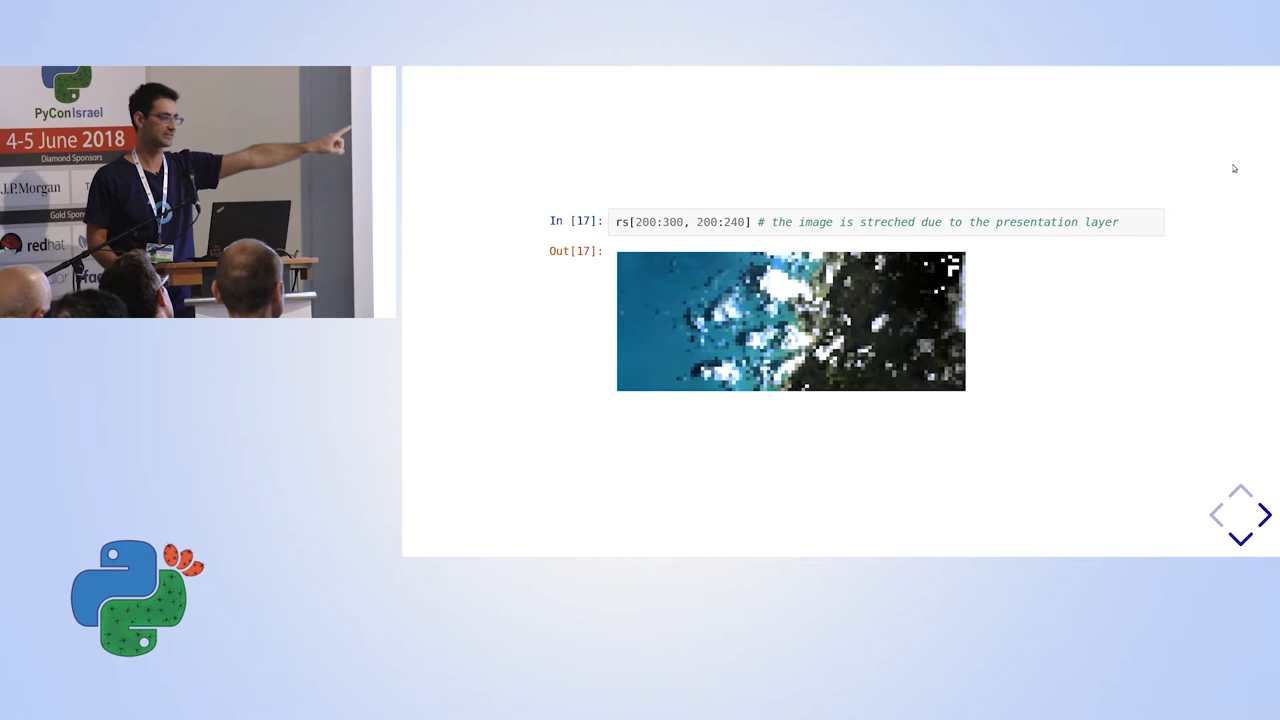 PyConIsrael
4-5 June 2018
Diamond Sponsors
J.P.Morgan
Gold
redhat
In [17]: rs[200:300, 200:240] # the image is streched due to the presentation layer
Out[17]: